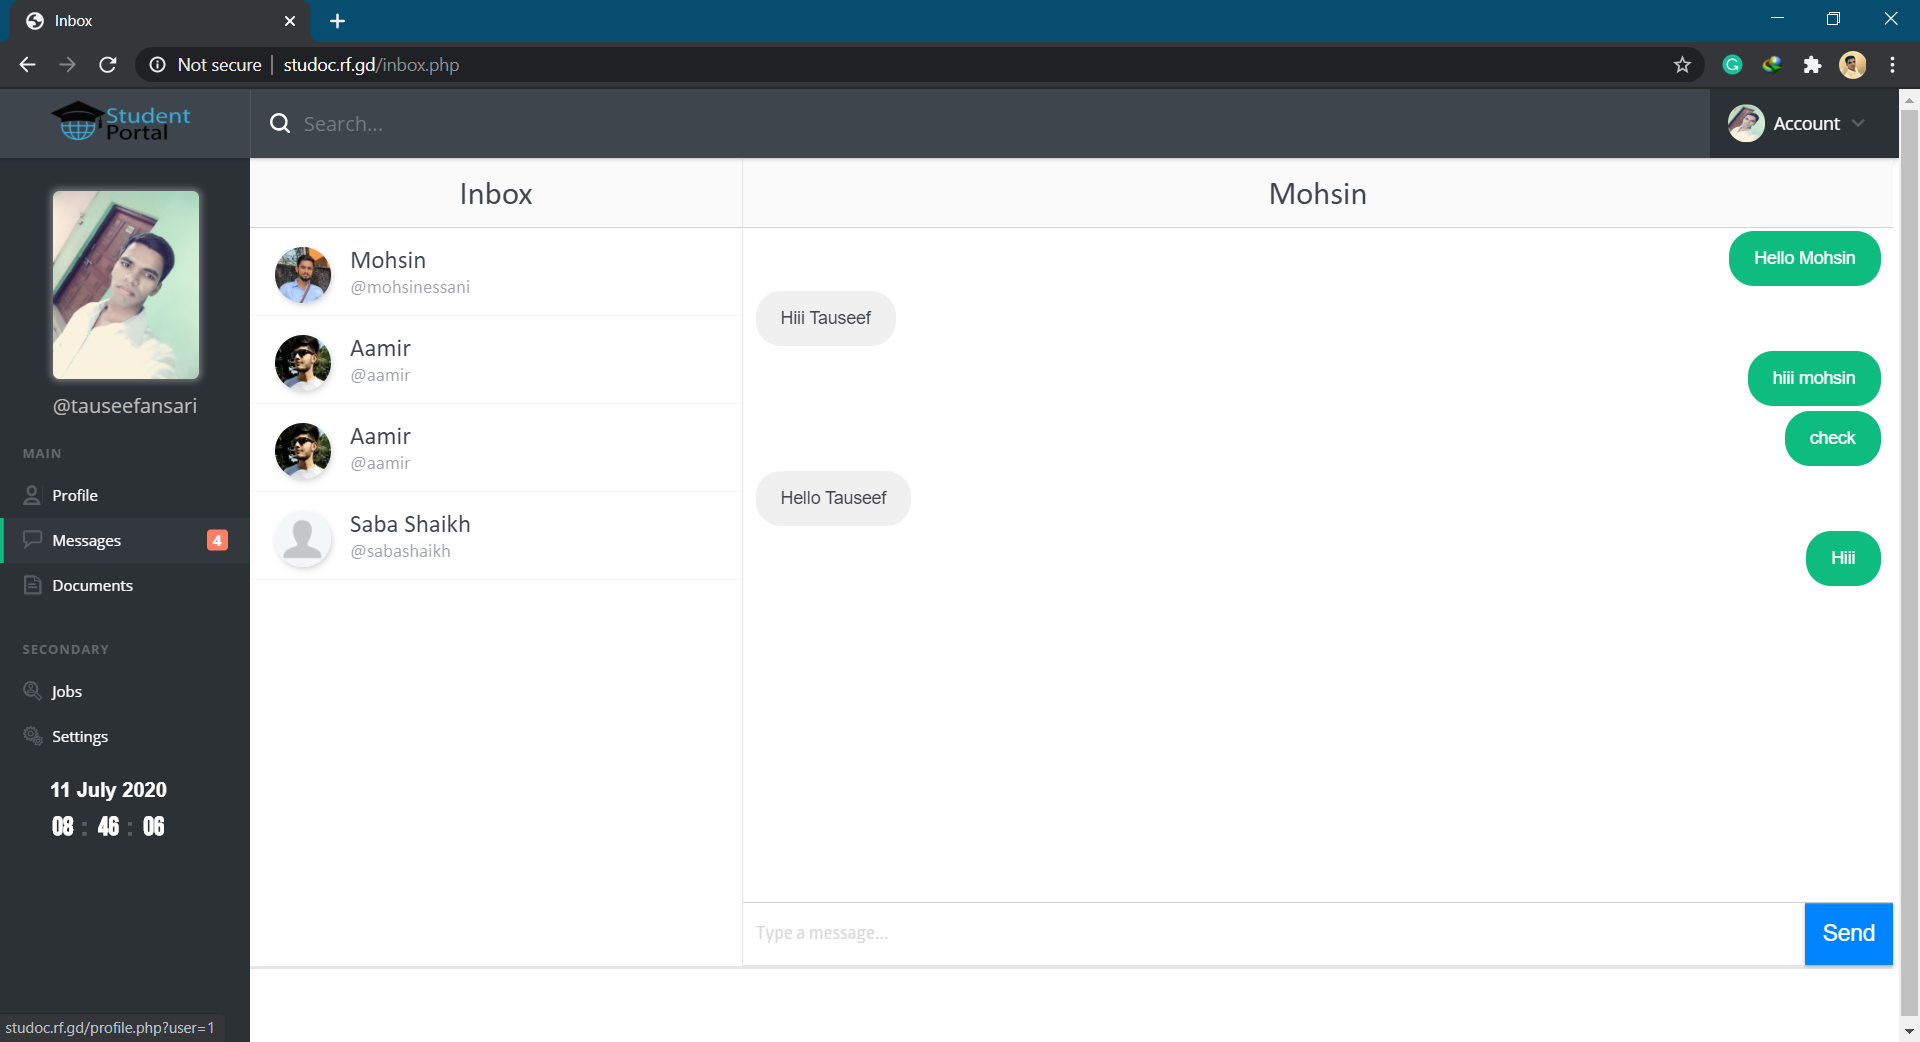 Inbox
Not secure
studoc.rf.gd/inbox.php
Student
Portal
Search...
Account
@tauseefansari
MAIN
Profile
Messages 4
Documents
SECONDARY
Jobs
Settings
11 July 2020
08 : 46 : 06
studoc.rf.gd/profile.php?user=1
Inbox
Mohsin
@mohsinessani
Aamir
@aamir
Aamir
@aamir
Saba Shaikh
@sabashaikh
Mohsin
Hello Mohsin
Hiii Tauseef
hiii mohsin
check
Hello Tauseef
Hiii
Type a message...
Send